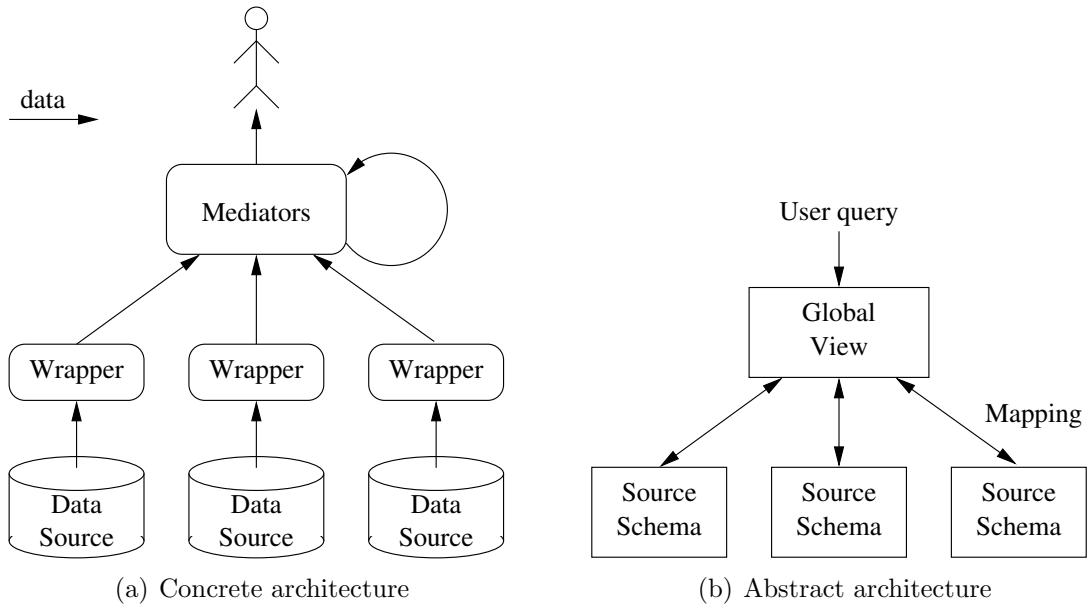 data
Mediators
Wrapper
Wrapper
Wrapper
Data
Source
Data
Source
Data
Source
(a) Concrete architecture
User query
Global
View
Mapping
Source
Schema
Source
Schema
Source
Schema
(b) Abstract architecture